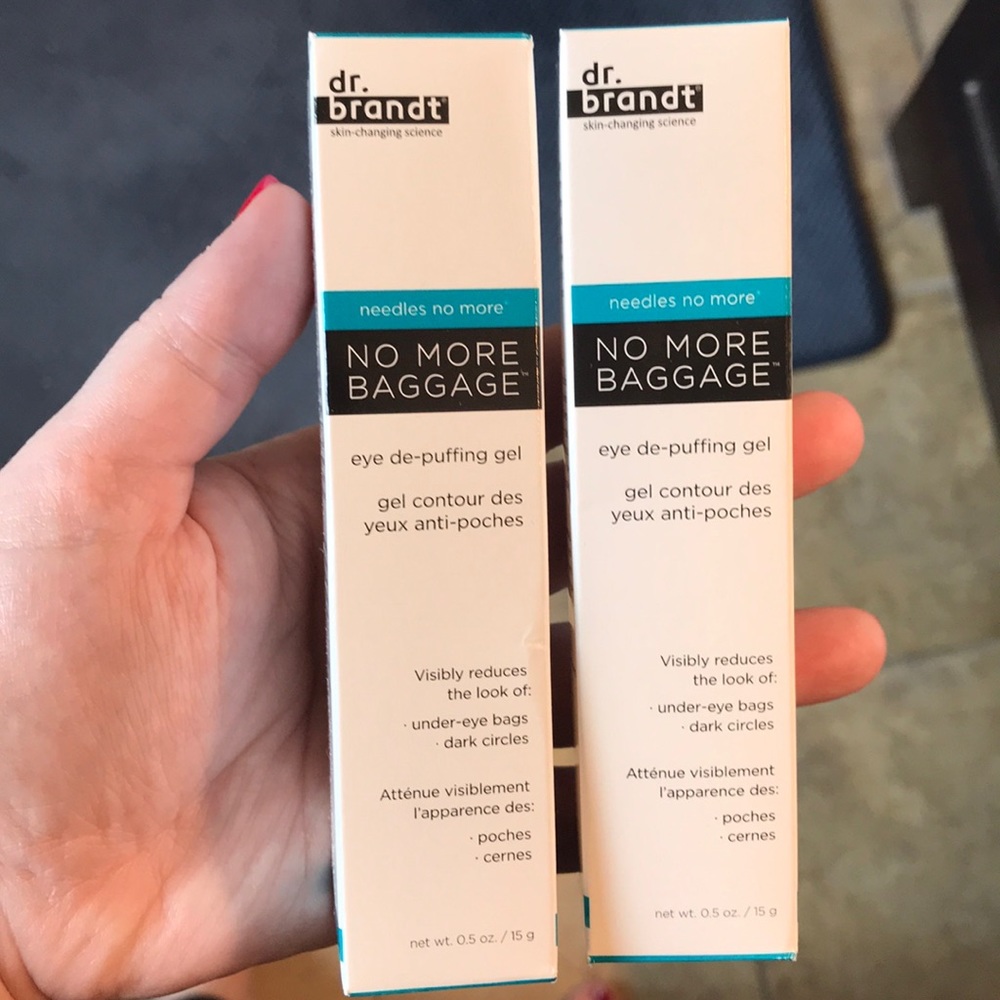 dr.
brandt®
skin-changing science
needles no more™
NO MORE
BAGGAGE™
eye de-puffing gel
gel contour des
yeux anti-poches
Visibly reduces
the look of:
· under-eye bags
· dark circles
Atténue visiblement
l'apparence des:
· poches
· cernes
net wt. 0.5 oz. / 15 g
dr.
brandt®
skin-changing science
needles no more™
NO MORE
BAGGAGE™
eye de-puffing gel
gel contour des
yeux anti-poches
Visibly reduces
the look of:
· under-eye bags
· dark circles
Atténue visiblement
l'apparence des:
· poches
· cernes
net wt. 0.5 oz. / 15 g